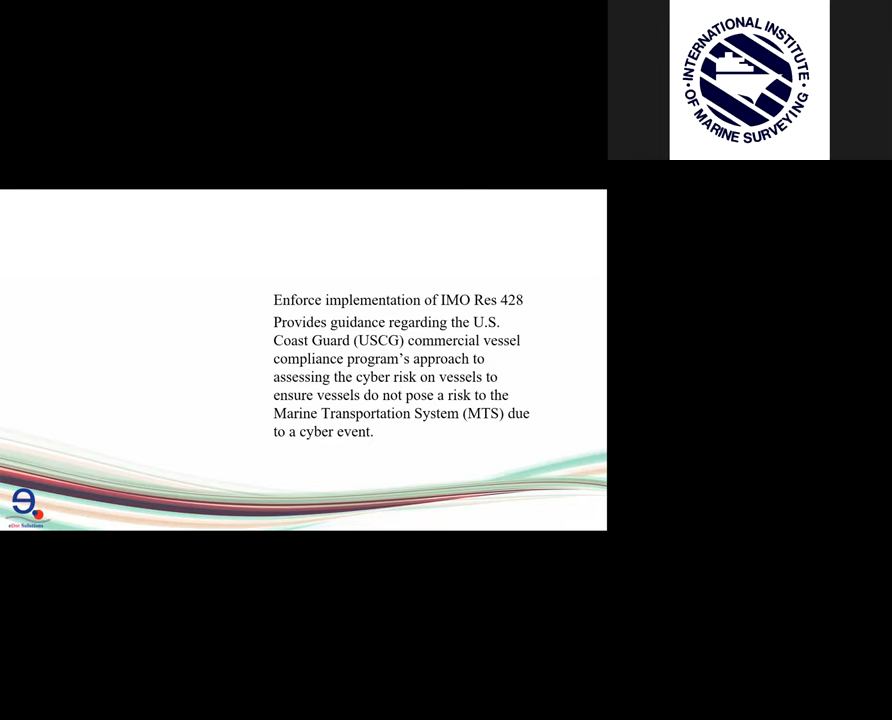 INTERNATIONAL INSTITUTE
OF MARINE SURVEYING
Enforce implementation of IMO Res 428
Provides guidance regarding the U.S.
Coast Guard (USCG) commercial vessel
compliance program’s approach to
assessing the cyber risk on vessels to
ensure vessels do not pose a risk to the
Marine Transportation System (MTS) due
to a cyber event.
eDot Solutions